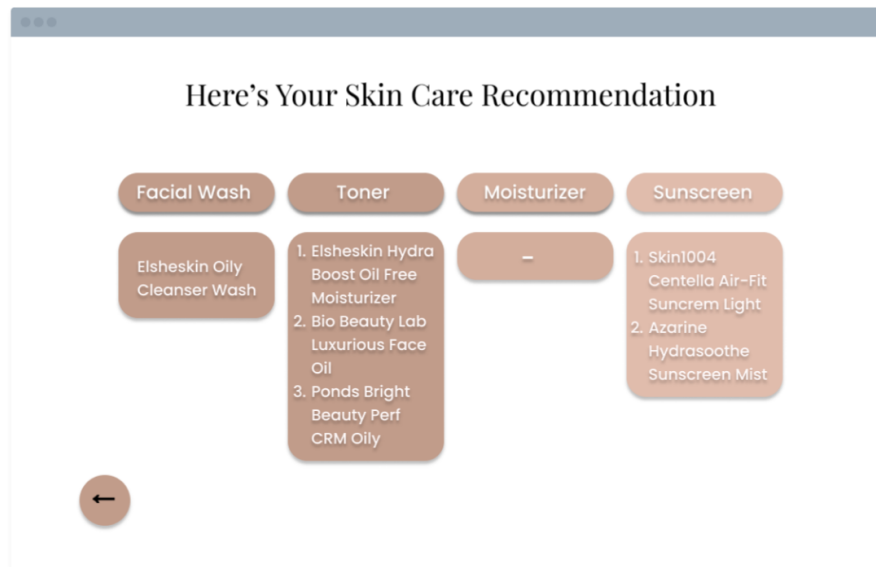 Here's Your Skin Care Recommendation
Facial Wash
Elsheskin Oily
Cleanser Wash
Toner
1. Elsheskin Hydra
Boost Oil Free
Moisturizer
2. Bio Beauty Lab
Luxurious Face
Oil
3. Ponds Bright
Beauty Perf
CRM Oily
Moisturizer
–
Sunscreen
1. Skin1004
Centella Air-Fit
Suncrem Light
2. Azarine
Hydrasoothe
Sunscreen Mist